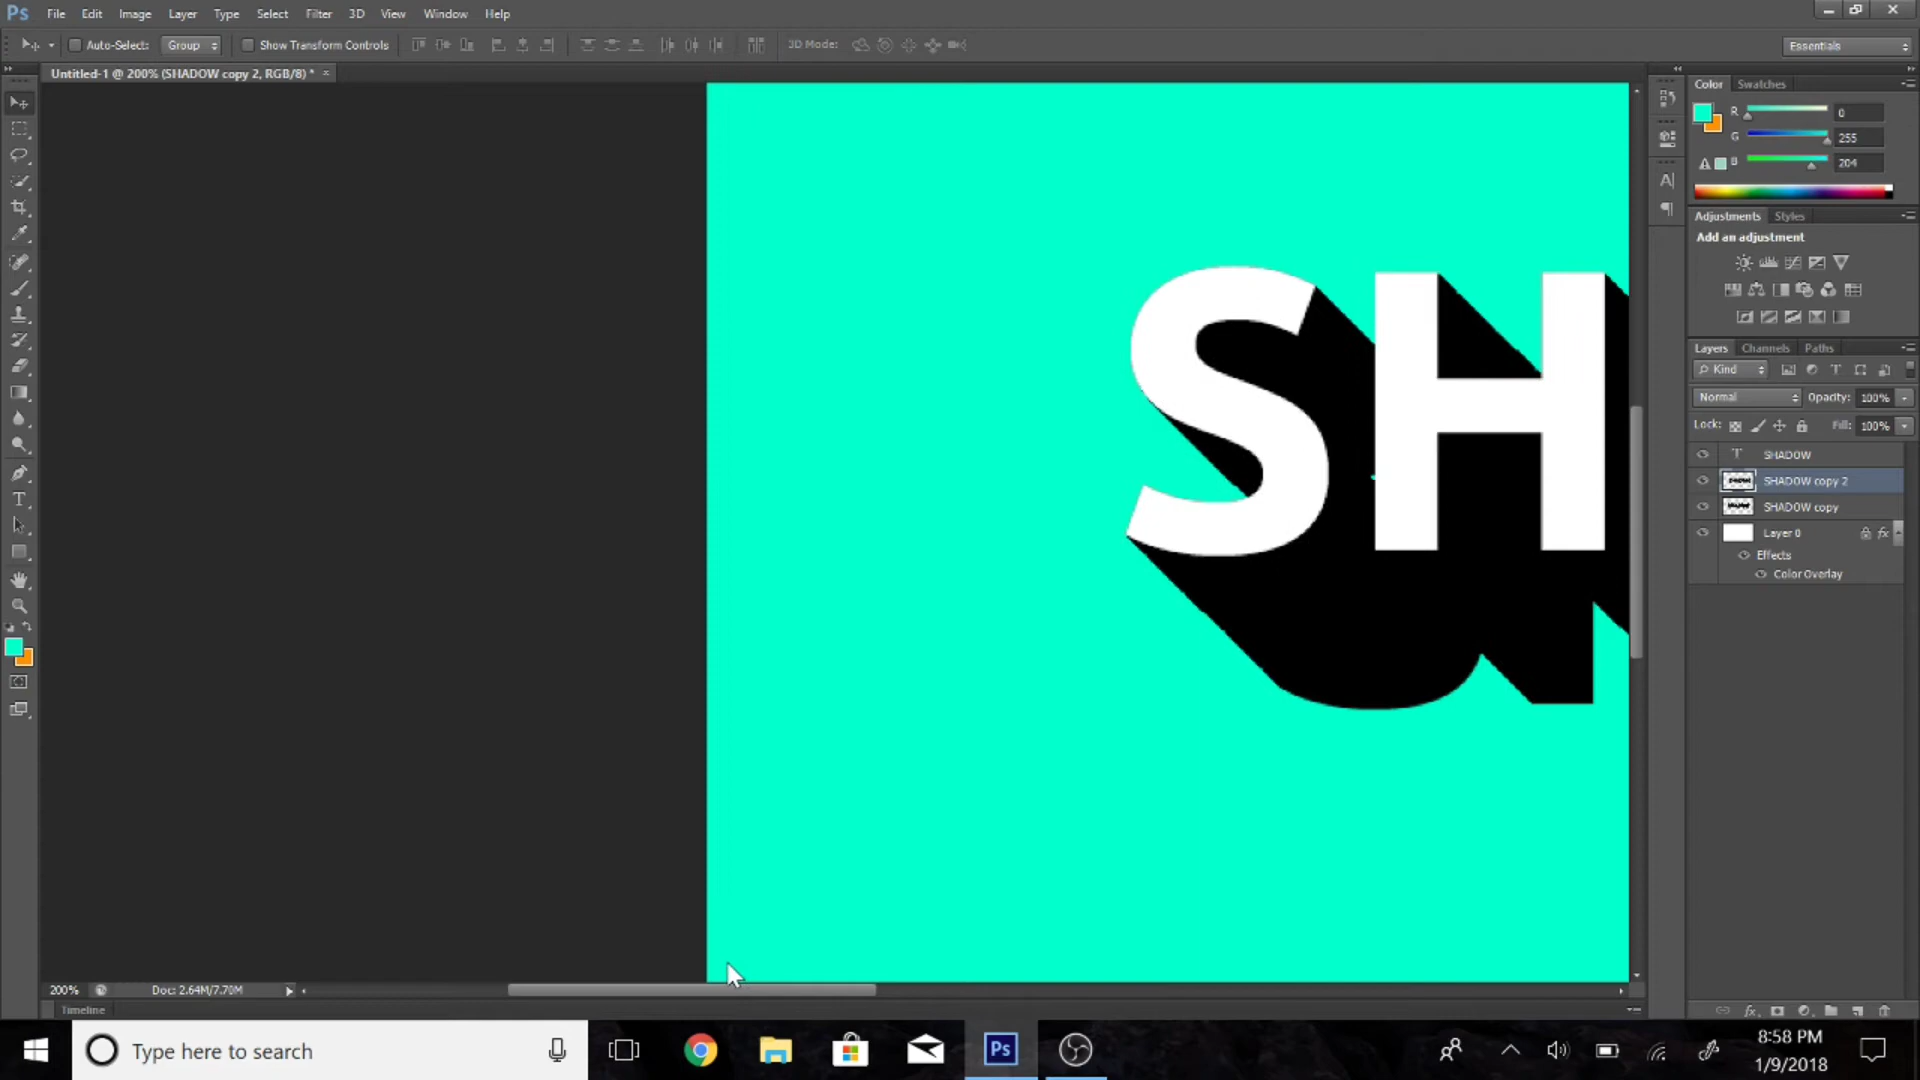 Ps File Edit Image Layer Type Select Filter 3D View Window Help
Auto-Select: Group Show Transform Controls 3D Mode: Essentials
Untitled-1 @ 200% (SHADOW copy 2, RGB/8) * ×
Color Swatches
R 0
G 255
B 204
Adjustments Styles
Add an adjustment
Layers Channels Paths
Kind T
Normal Opacity: 100%
Lock: Fill: 100%
T SHADOW
SHADOW copy 2
SHADOW copy
Layer 0 fx
Effects
Color Overlay
SH
200% Doc: 2.64M/7.70M
Timeline
Type here to search
Ps
8:58 PM
1/9/2018